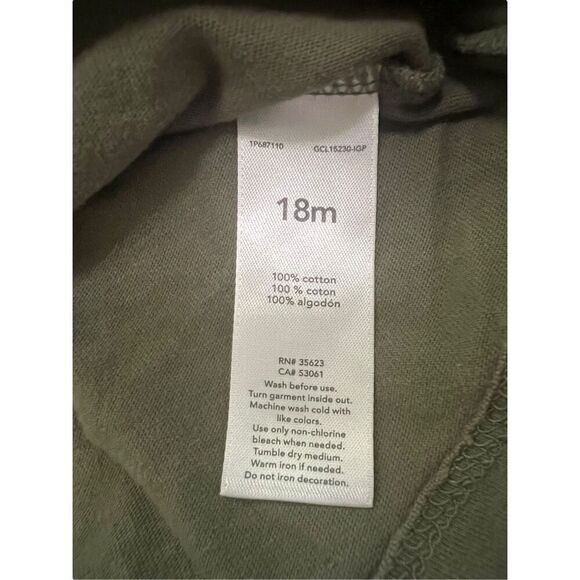 1P687110 GCL15230-IGP
18m
100% cotton
100 % coton
100% algodón
RN# 35623
CA# 53061
Wash before use.
Turn garment inside out.
Machine wash cold with
like colors.
Use only non-chlorine
bleach when needed.
Tumble dry medium.
Warm iron if needed.
Do not iron decoration.